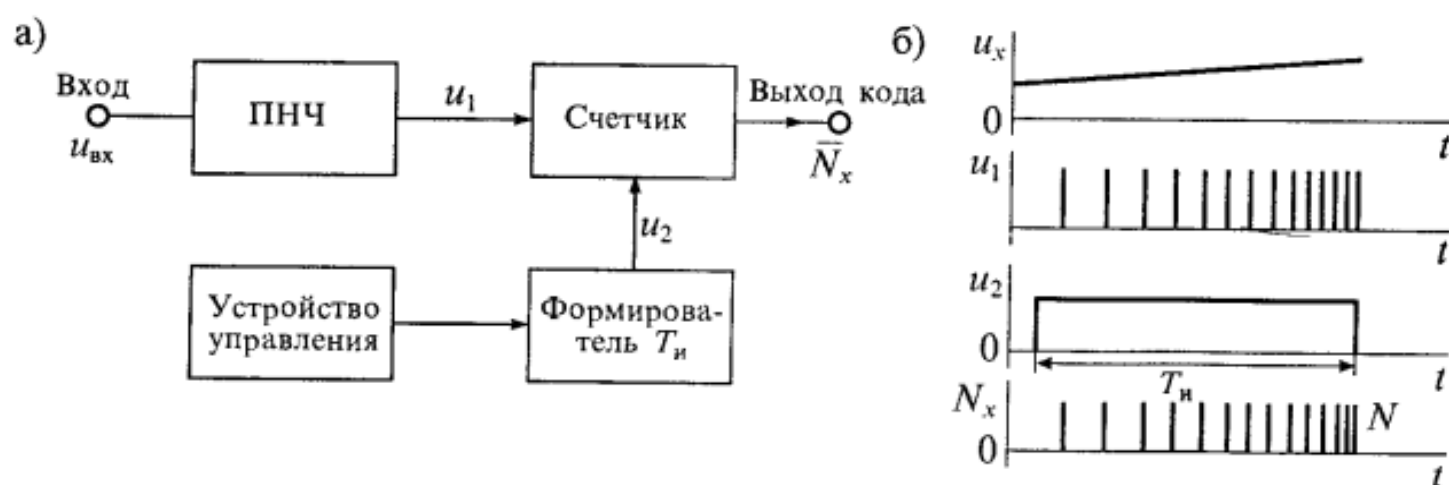 а)
Вход
u_вх
ПНЧ
u_1
Счетчик
Выход кода
N̅_x
u_2
Устройство
управления
Формирова-
тель T_и
б)
u_x
0
t
u_1
t
u_2
0
T_и
t
N_x
0
N
t